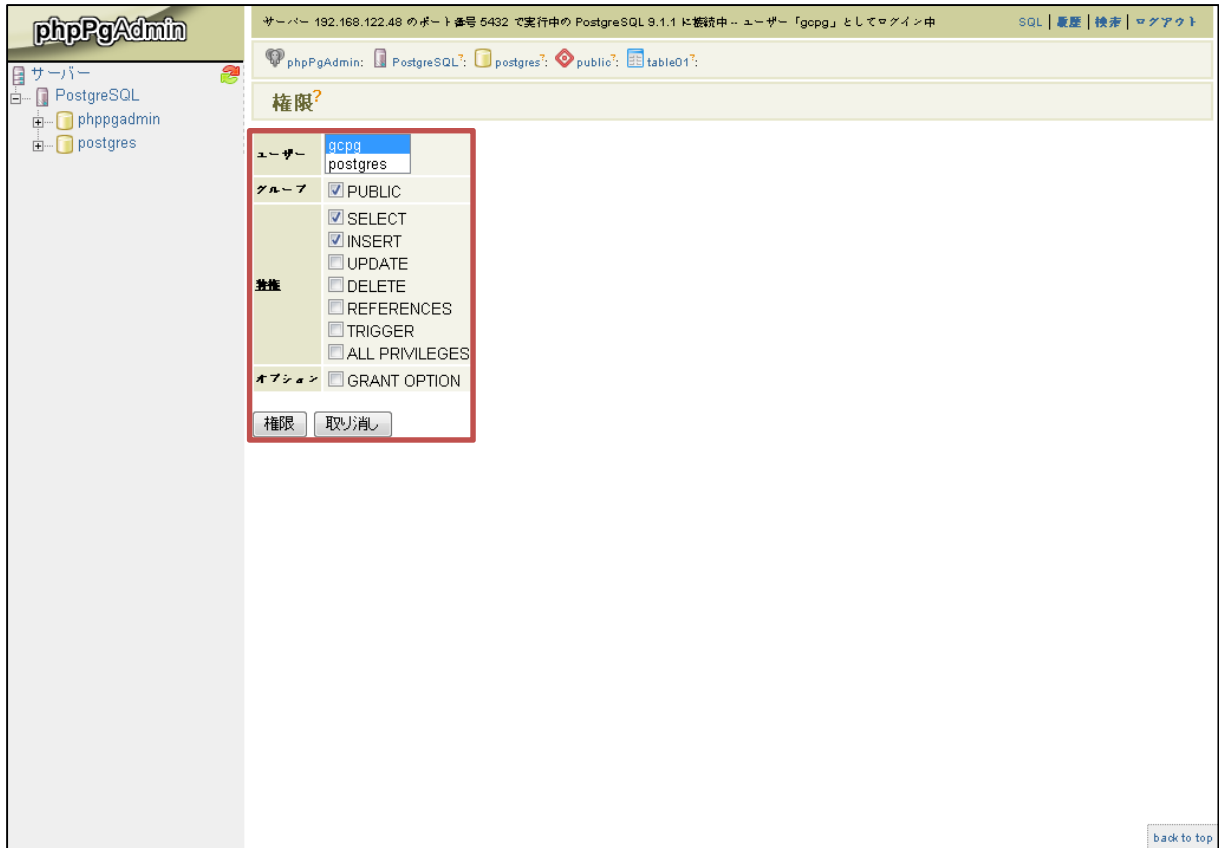 phpPgAdmin
サーバー
PostgreSQL
phppgadmin
postgres
サーバー 192.168.122.48 のポート番号 5432 で実行中の PostgreSQL 9.1.1 に接続中 -- ユーザー「gcpg」としてログイン中
SQL | 履歴 | 検索 | ログアウト
phpPgAdmin: PostgreSQL?: postgres?: public?: table01?:
権限?
ユーザー
gcpg
postgres
グループ
PUBLIC
特権
SELECT
INSERT
UPDATE
DELETE
REFERENCES
TRIGGER
ALL PRIVILEGES
オプション
GRANT OPTION
権限
取り消し
back to top